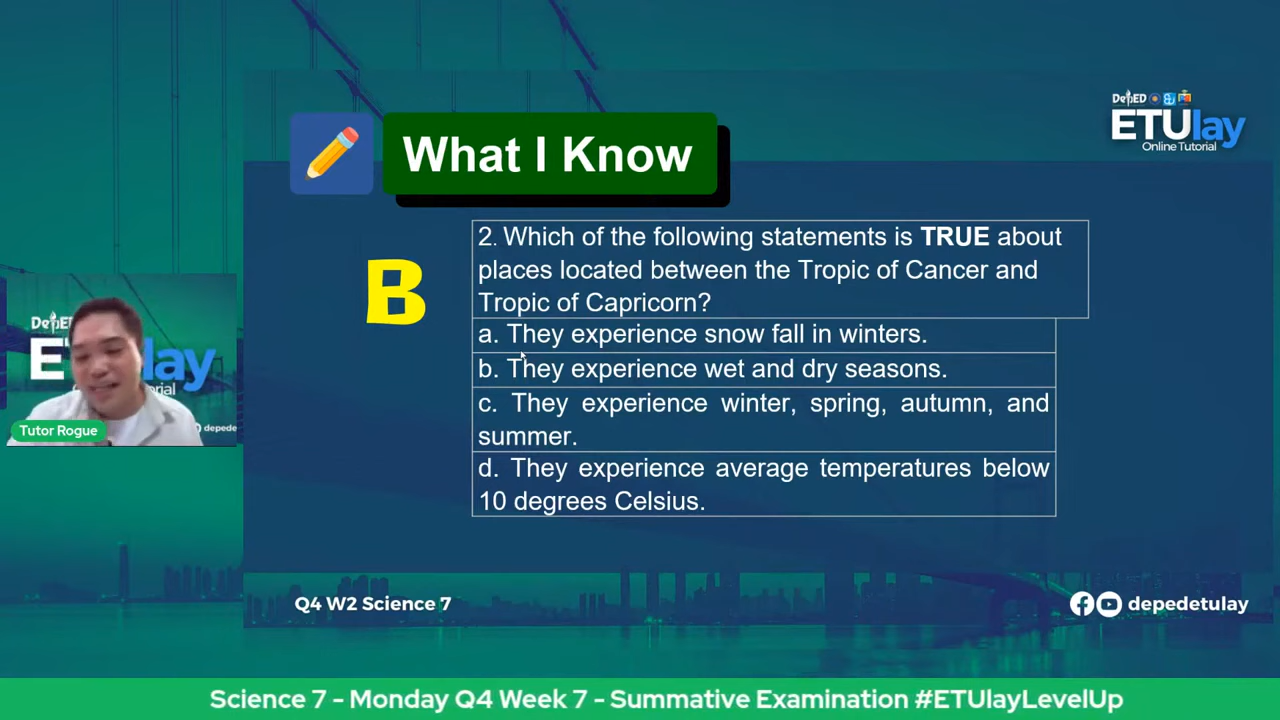 What I Know
DepED
ETUlay
Online Tutorial
B
2. Which of the following statements is TRUE about
places located between the Tropic of Cancer and
Tropic of Capricorn?
a. They experience snow fall in winters.
b. They experience wet and dry seasons.
c. They experience winter, spring, autumn, and
summer.
d. They experience average temperatures below
10 degrees Celsius.
Tutor Rogue
depede
Q4 W2 Science 7
depedetulay
Science 7 - Monday Q4 Week 7 - Summative Examination #ETUlayLevelUp